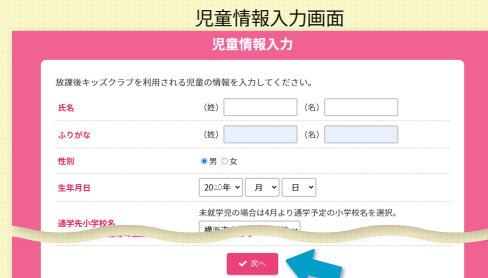 児童情報入力画面
児童情報入力
放課後キッズクラブを利用される児童の情報を入力してください。
氏名 (姓) (名)
ふりがな (姓) (名)
性別 男 女
生年月日 年 月 日
未就学児の場合は4月より通学予定の小学校名を選択。
通学先小学校名
次へ